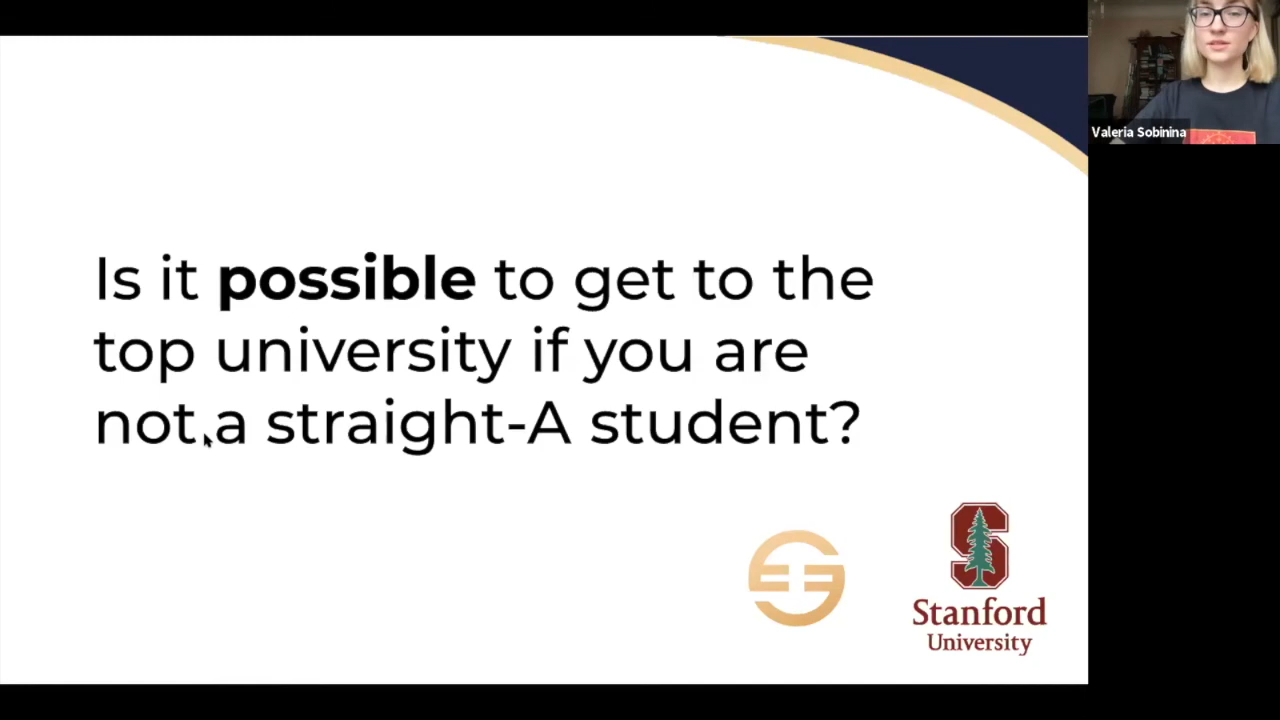 Valeria Sobinina
Is it possible to get to the
top university if you are
not a straight-A student?
S
Stanford
University